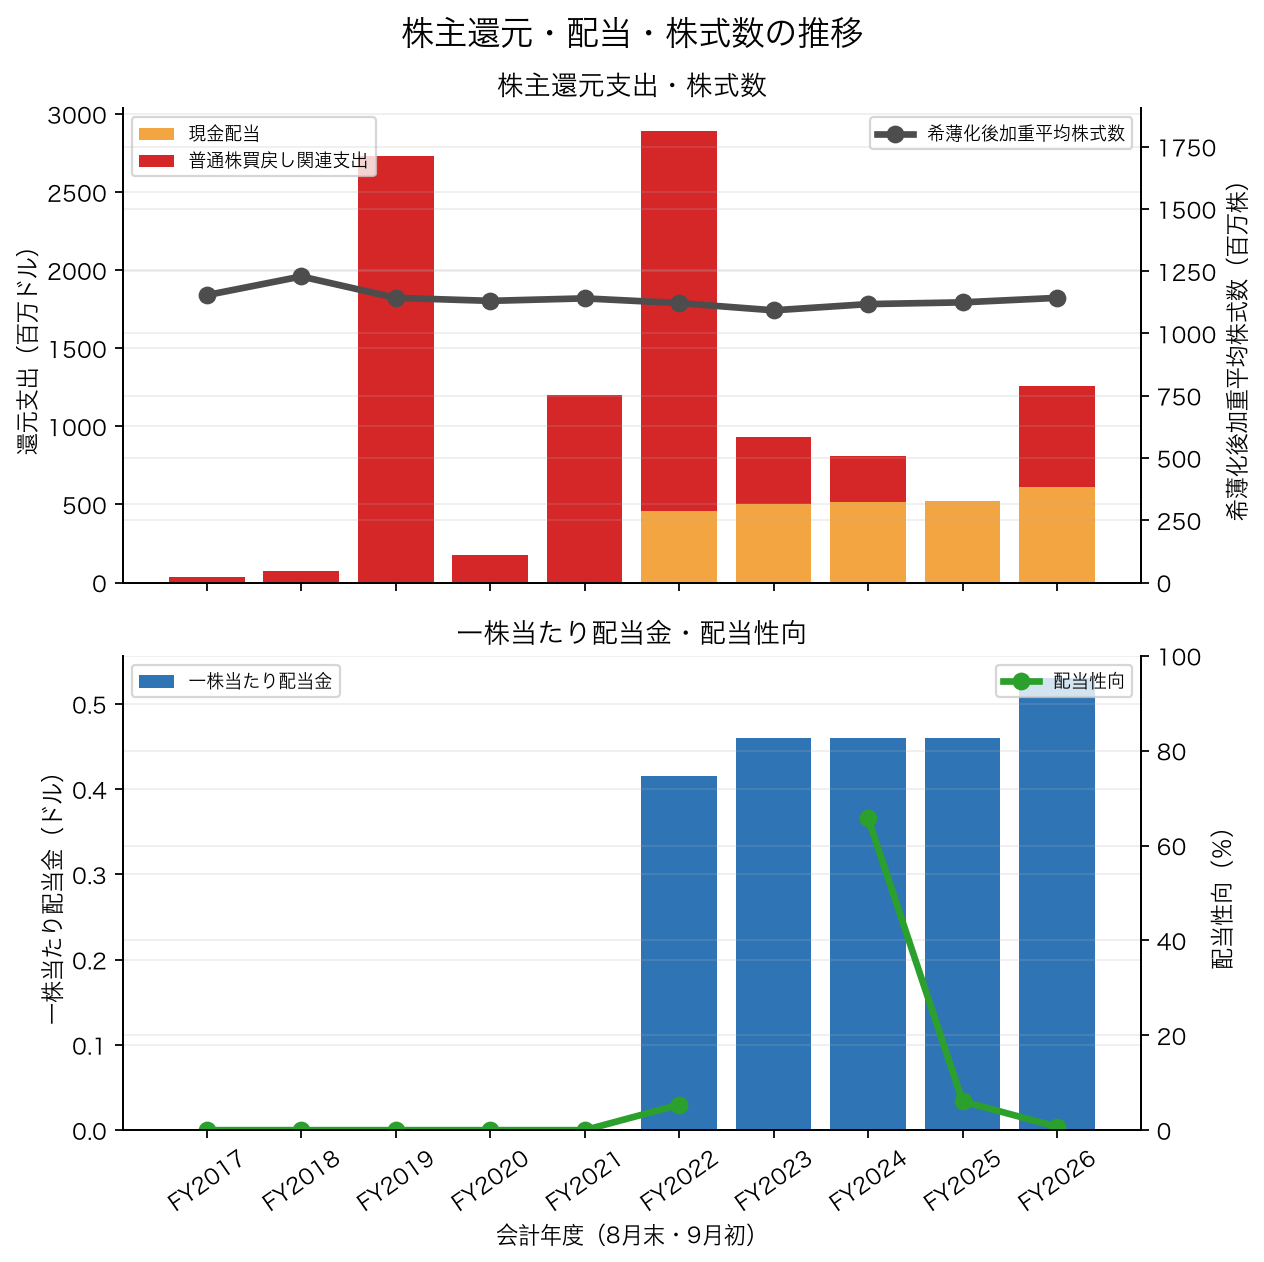 株主還元・配当・株式数の推移
株主還元支出・株式数
現金配当
普通株買戻し関連支出
希薄化後加重平均株式数
3000
2500
2000
1500
1000
500
0
還元支出（百万ドル）
1750
1500
1250
1000
750
500
250
0
希薄化後加重平均株式数（百万株）
一株当たり配当金・配当性向
一株当たり配当金
配当性向
0.5
0.4
0.3
0.2
0.1
0.0
一株当たり配当金（ドル）
100
80
60
40
20
0
配当性向（%）
FY2017
FY2018
FY2019
FY2020
FY2021
FY2022
FY2023
FY2024
FY2025
FY2026
会計年度（8月末・9月初）